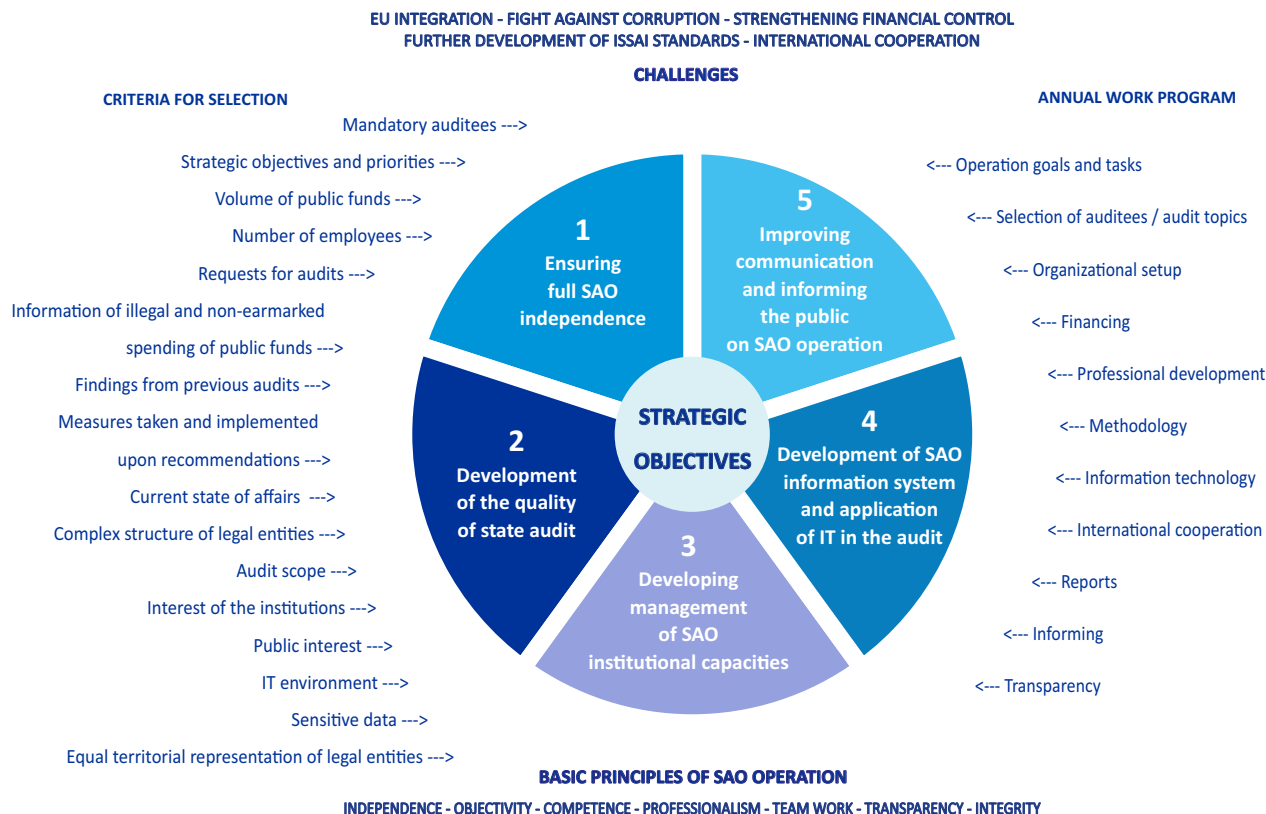 EU INTEGRATION - FIGHT AGAINST CORRUPTION - STRENGTHENING FINANCIAL CONTROL
FURTHER DEVELOPMENT OF ISSAI STANDARDS - INTERNATIONAL COOPERATION
CHALLENGES
CRITERIA FOR SELECTION
Mandatory auditees --->
Strategic objectives and priorities --->
Volume of public funds --->
Number of employees --->
Requests for audits --->
Information of illegal and non-earmarked
spending of public funds --->
Findings from previous audits --->
Measures taken and implemented
upon recommendations --->
Current state of affairs --->
Complex structure of legal entities --->
Audit scope --->
Interest of the institutions --->
Public interest --->
IT environment --->
Sensitive data --->
Equal territorial representation of legal entities --->
1
Ensuring
full SAO
independence
2
Development
of the quality
of state audit
3
Developing
management
of SAO
institutional capacities
4
Development of SAO
information system
and application
of IT in the audit
5
Improving
communication
and informing
the public
on SAO operation
STRATEGIC
OBJECTIVES
ANNUAL WORK PROGRAM
<--- Operation goals and tasks
<--- Selection of auditees / audit topics
<--- Organizational setup
<--- Financing
<--- Professional development
<--- Methodology
<--- Information technology
<--- International cooperation
<--- Reports
<--- Informing
<--- Transparency
BASIC PRINCIPLES OF SAO OPERATION
INDEPENDENCE - OBJECTIVITY - COMPETENCE - PROFESSIONALISM - TEAM WORK - TRANSPARENCY - INTEGRITY